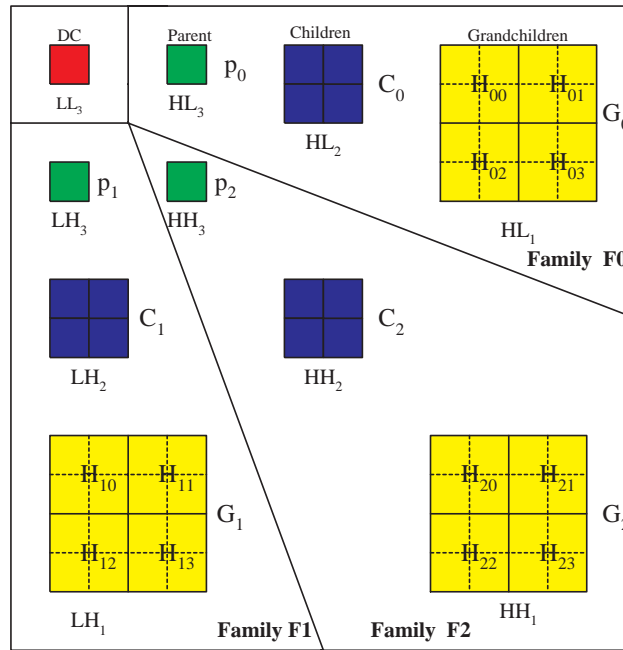 DC
Parent
Children
Grandchildren
LL₃
p₀
HL₃
C₀
HL₂
H₀₀ H₀₁
G₀
H₀₂ H₀₃
HL₁
Family F0
p₁
LH₃
p₂
HH₃
C₁
LH₂
C₂
HH₂
H₁₀ H₁₁
G₁
H₁₂ H₁₃
LH₁
Family F1
H₂₀ H₂₁
G₂
H₂₂ H₂₃
HH₁
Family F2